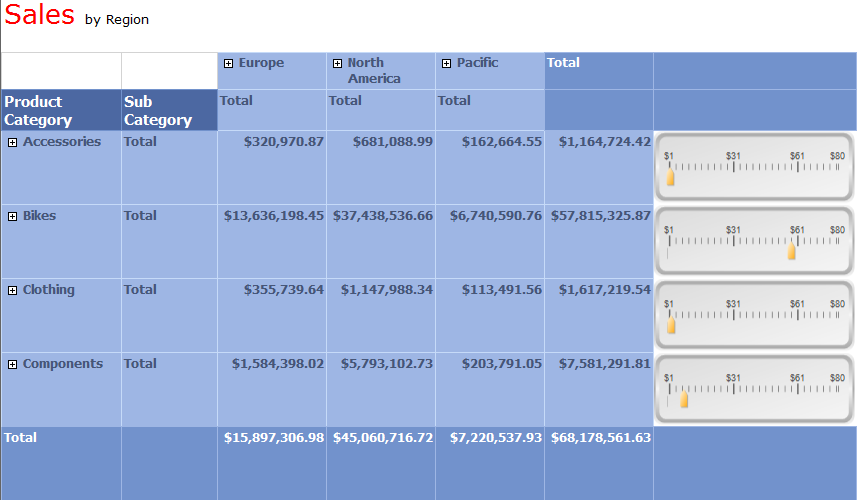 Sales by Region
Europe North America Pacific Total
Product Category Sub Category Total Total Total
Accessories Total $320,970.87 $681,088.99 $162,664.55 $1,164,724.42 $1 $31 $61 $80
Bikes Total $13,636,198.45 $37,438,536.66 $6,740,590.76 $57,815,325.87 $1 $31 $61 $80
Clothing Total $355,739.64 $1,147,988.34 $113,491.56 $1,617,219.54 $1 $31 $61 $80
Components Total $1,584,398.02 $5,793,102.73 $203,791.05 $7,581,291.81 $1 $31 $61 $80
Total $15,897,306.98 $45,060,716.72 $7,220,537.93 $68,178,561.63